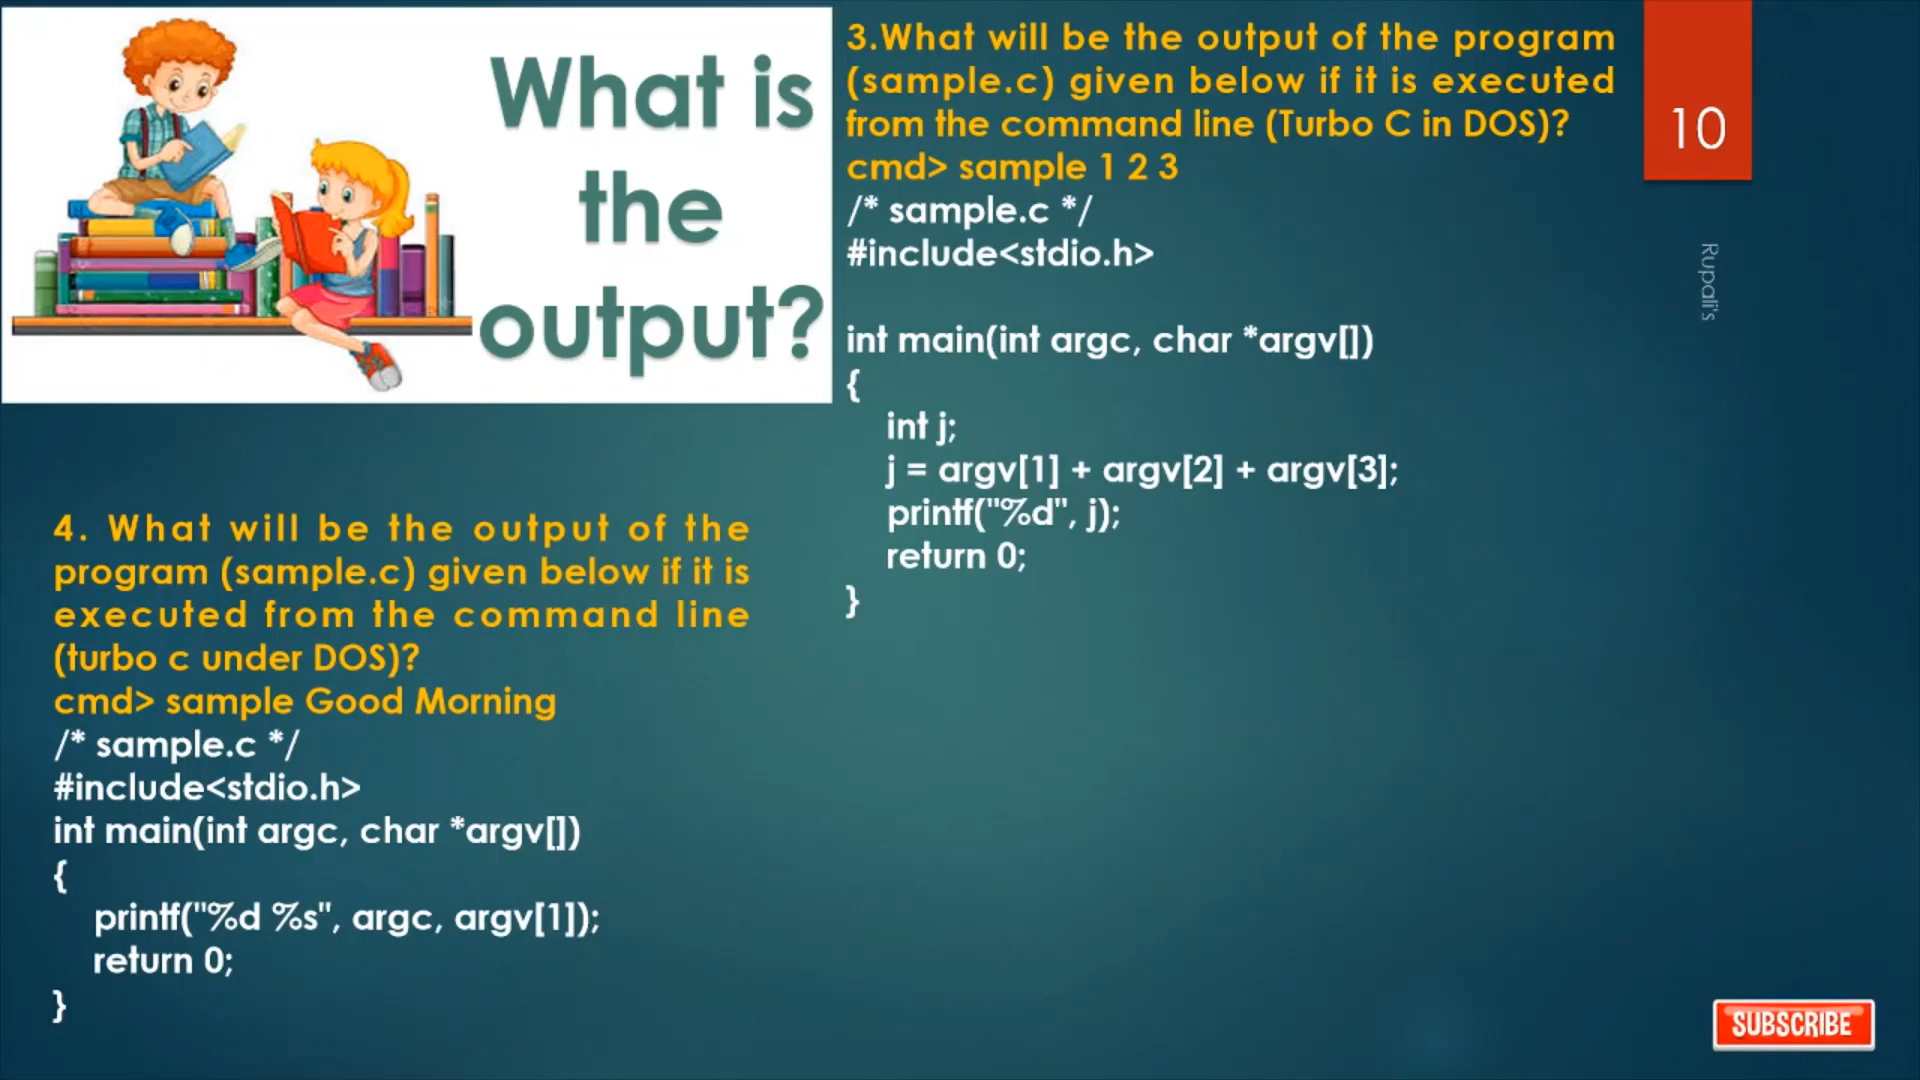 What is
the
output?
3.What will be the output of the program
(sample.c) given below if it is executed
from the command line (Turbo C in DOS)?
cmd> sample 1 2 3
/* sample.c */
#include<stdio.h>
int main(int argc, char *argv[])
{
int j;
j = argv[1] + argv[2] + argv[3];
printf("%d", j);
return 0;
}
10
Rupali's
4. What will be the output of the
program (sample.c) given below if it is
executed from the command line
(turbo c under DOS)?
cmd> sample Good Morning
/* sample.c */
#include<stdio.h>
int main(int argc, char *argv[])
{
printf("%d %s", argc, argv[1]);
return 0;
}
SUBSCRIBE